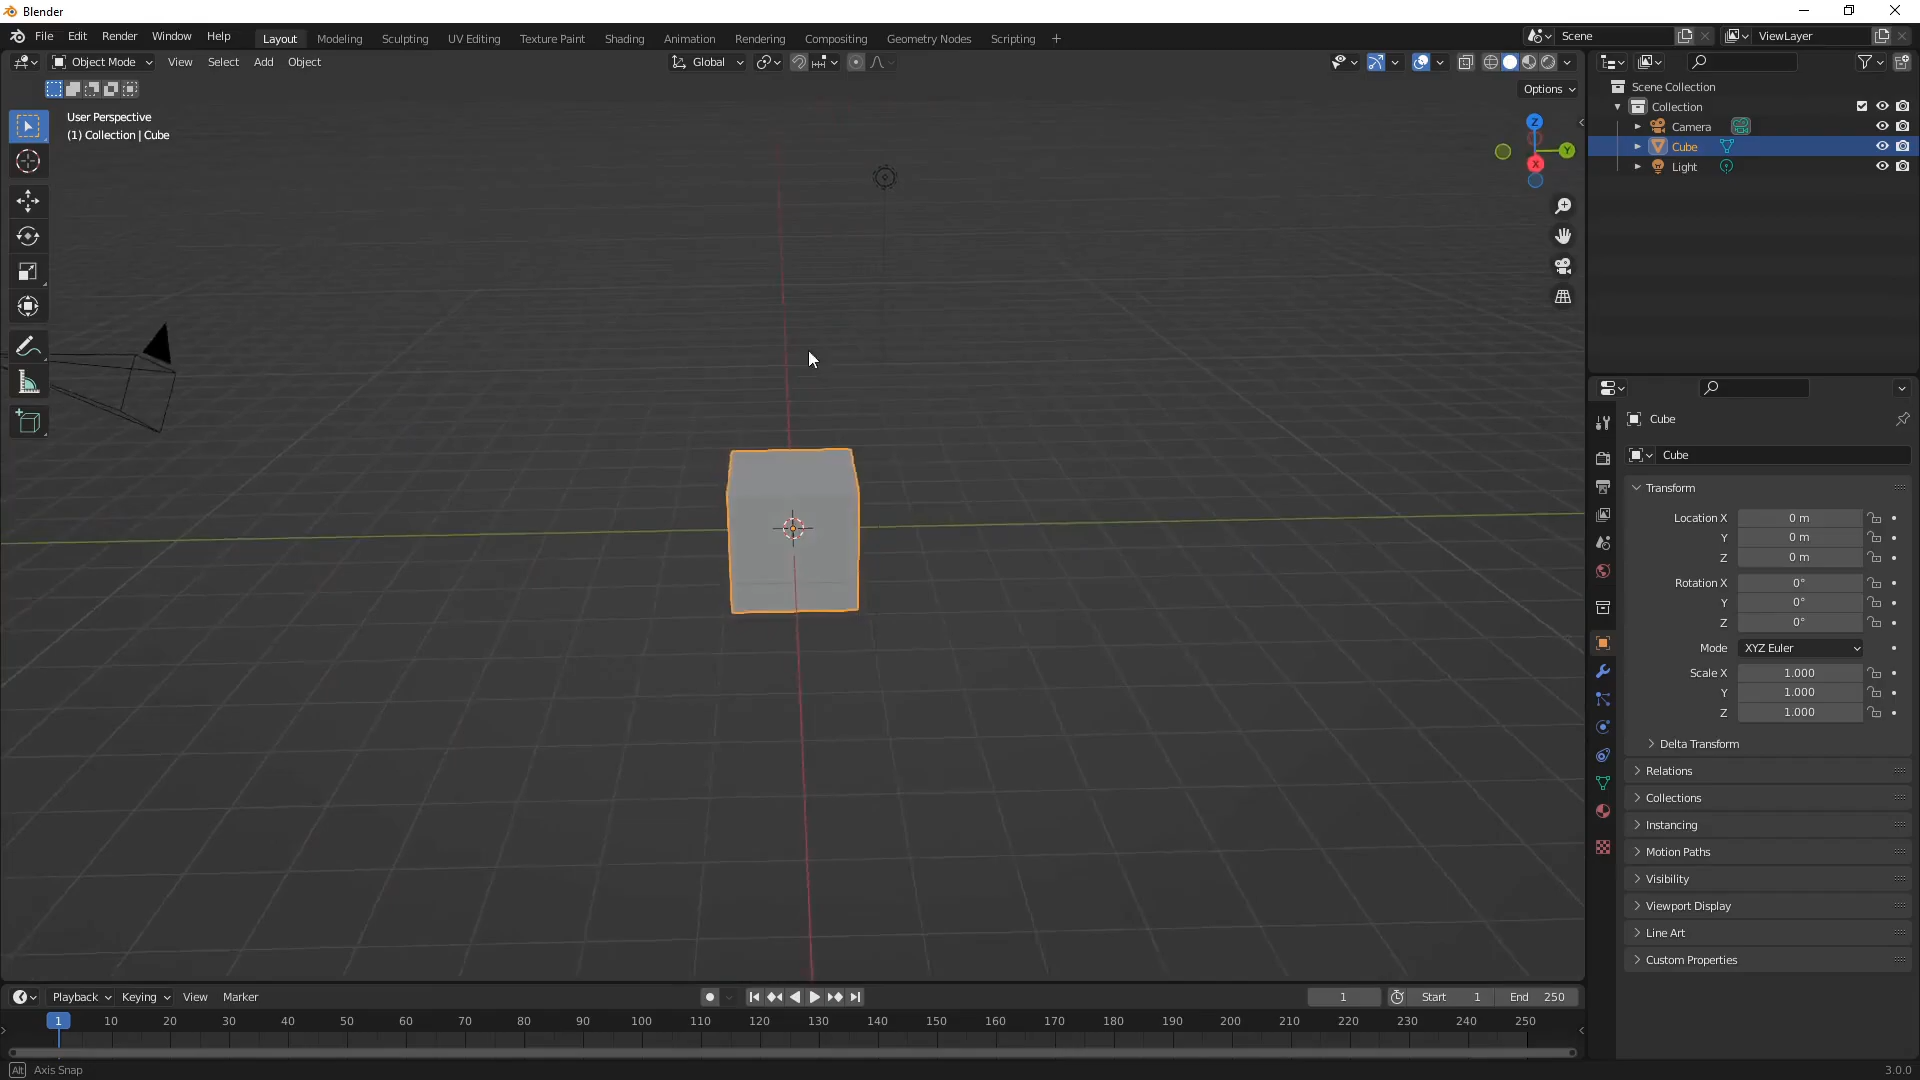 Blender
File Edit Render Window Help Layout Modeling Sculpting UV Editing Texture Paint Shading Animation Rendering Compositing Geometry Nodes Scripting + Scene ViewLayer
Object Mode View Select Add Object Global
Options
User Perspective
(1) Collection | Cube
Z
Y
X
Scene Collection
Collection
Camera
Cube
Light
Cube
Cube
Transform
Location X 0 m
Y 0 m
Z 0 m
Rotation X 0°
Y 0°
Z 0°
Mode XYZ Euler
Scale X 1.000
Y 1.000
Z 1.000
Delta Transform
Relations
Collections
Instancing
Motion Paths
Visibility
Viewport Display
Line Art
Custom Properties
Playback Keying View Marker 1 Start 1 End 250
1 10 20 30 40 50 60 70 80 90 100 110 120 130 140 150 160 170 180 190 200 210 220 230 240 250
Alt Axis Snap 3.0.0